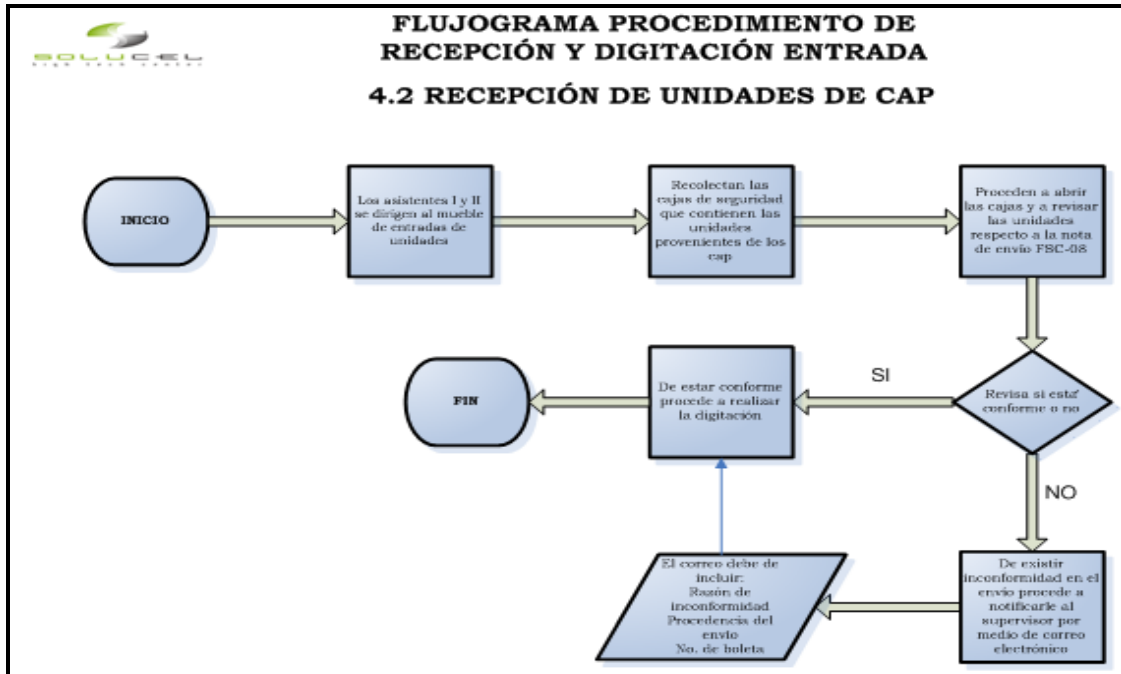 FLUJOGRAMA PROCEDIMIENTO DE
RECEPCIÓN Y DIGITACIÓN ENTRADA
SOLUCEL
high tech center
4.2 RECEPCIÓN DE UNIDADES DE CAP
INICIO
Los asistentes I y II
se dirigen al mueble
de entradas de
unidades
Recolectan las
cajas de seguridad
que contienen las
unidades
provenientes de los
cap
Proceden a abrir
las cajas y a revisar
las unidades
respecto a la nota
de envío FSC-08
Revisa si esta'
conforme o no
SI
De estar conforme
procede a realizar
la digitación
FIN
NO
De existir
inconformidad en el
envío procede a
notificarle al
supervisor por
medio de correo
electrónico
El correo debe de
incluir:
Razón de
inconformidad
Procedencia del
envío
No. de boleta